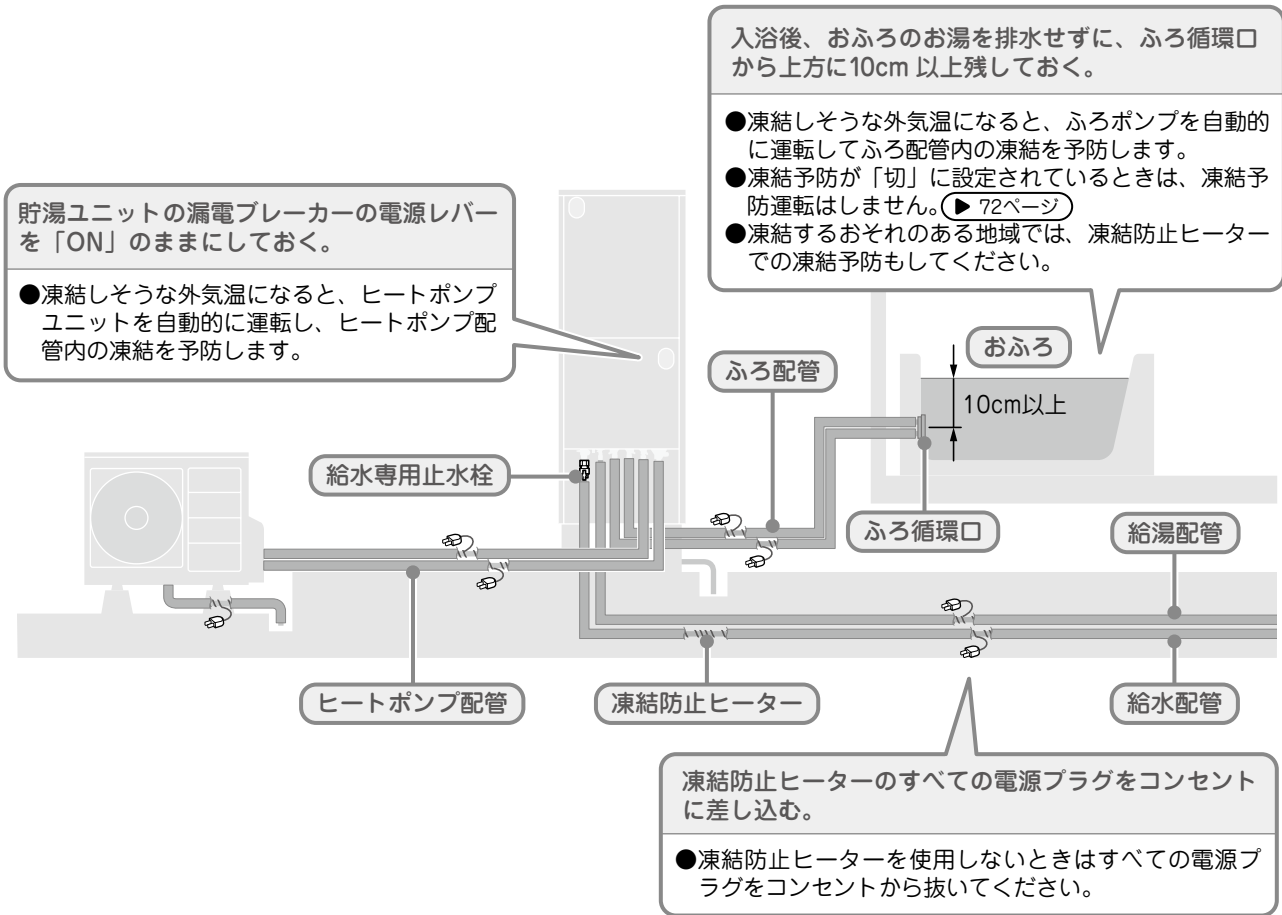 入浴後、おふろのお湯を排水せずに、ふろ循環口
から上方に10cm 以上残しておく。
●凍結しそうな外気温になると、ふろポンプを自動的
に運転してふろ配管内の凍結を予防します。
●凍結予防が「切」に設定されているときは、凍結予
防運転はしません。(▶ 72ページ)
●凍結するおそれのある地域では、凍結防止ヒーター
での凍結予防もしてください。
貯湯ユニットの漏電ブレーカーの電源レバー
を「ON」のままにしておく。
●凍結しそうな外気温になると、ヒートポンプ
ユニットを自動的に運転し、ヒートポンプ配
管内の凍結を予防します。
おふろ
ふろ配管
10cm以上
給水専用止水栓
ふろ循環口
給湯配管
ヒートポンプ配管
凍結防止ヒーター
給水配管
凍結防止ヒーターのすべての電源プラグをコンセント
に差し込む。
●凍結防止ヒーターを使用しないときはすべての電源プ
ラグをコンセントから抜いてください。